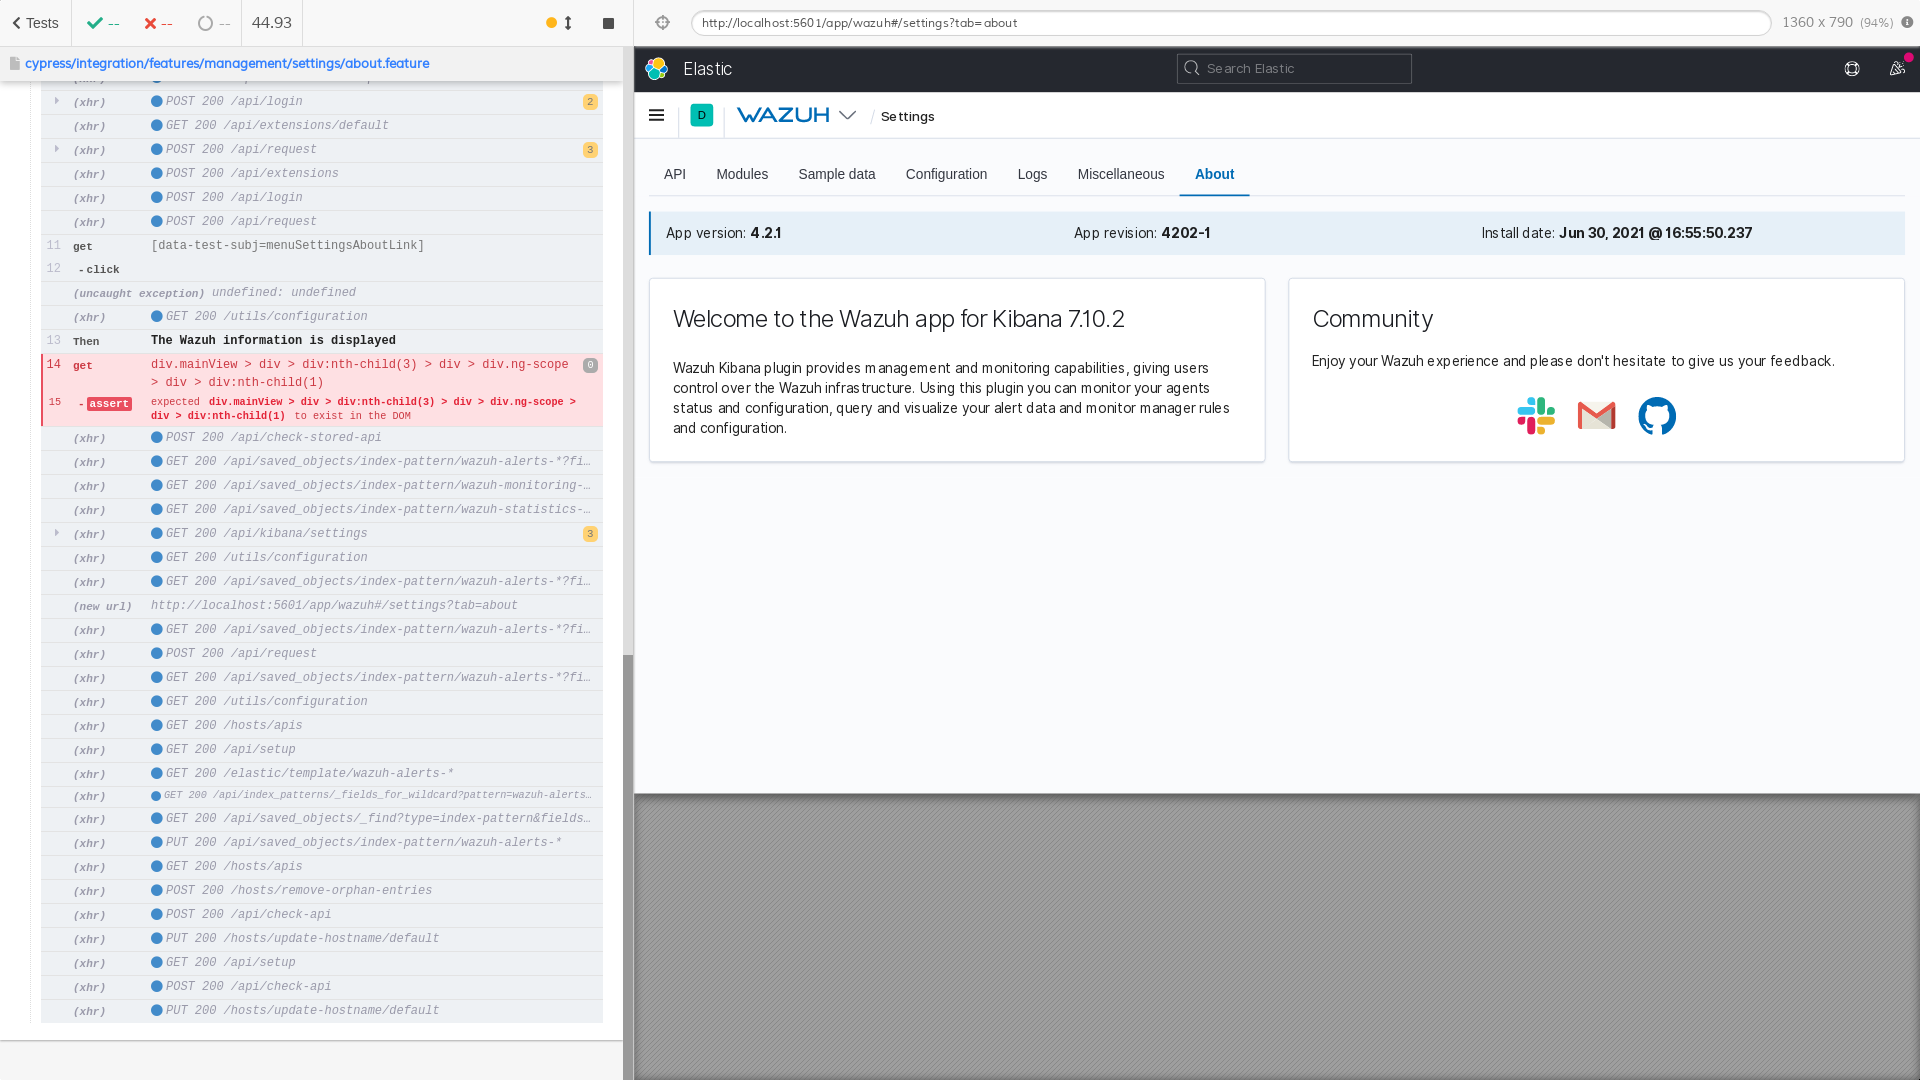 Tests
--
--
--
44.93
http://localhost:5601/app/wazuh#/settings?tab=about
1360 x 790 (94%)
cypress/integration/features/management/settings/about.feature
(xhr) POST 200 /api/login 2
(xhr) GET 200 /api/extensions/default
(xhr) POST 200 /api/request 3
(xhr) POST 200 /api/extensions
(xhr) POST 200 /api/login
(xhr) POST 200 /api/request
11 get [data-test-subj=menuSettingsAboutLink]
12 -click
(uncaught exception) undefined: undefined
(xhr) GET 200 /utils/configuration
13 Then The Wazuh information is displayed
14 get div.mainView > div > div:nth-child(3) > div > div.ng-scope 0
> div > div:nth-child(1)
15 -assert expected div.mainView > div > div:nth-child(3) > div > div.ng-scope >
div > div:nth-child(1) to exist in the DOM
(xhr) POST 200 /api/check-stored-api
(xhr) GET 200 /api/saved_objects/index-pattern/wazuh-alerts-*?fi…
(xhr) GET 200 /api/saved_objects/index-pattern/wazuh-monitoring-…
(xhr) GET 200 /api/saved_objects/index-pattern/wazuh-statistics-…
(xhr) GET 200 /api/kibana/settings 3
(xhr) GET 200 /utils/configuration
(xhr) GET 200 /api/saved_objects/index-pattern/wazuh-alerts-*?fi…
(new url) http://localhost:5601/app/wazuh#/settings?tab=about
(xhr) GET 200 /api/saved_objects/index-pattern/wazuh-alerts-*?fi…
(xhr) POST 200 /api/request
(xhr) GET 200 /api/saved_objects/index-pattern/wazuh-alerts-*?fi…
(xhr) GET 200 /utils/configuration
(xhr) GET 200 /hosts/apis
(xhr) GET 200 /api/setup
(xhr) GET 200 /elastic/template/wazuh-alerts-*
(xhr) GET 200 /api/index_patterns/_fields_for_wildcard?pattern=wazuh-alerts…
(xhr) GET 200 /api/saved_objects/_find?type=index-pattern&fields…
(xhr) PUT 200 /api/saved_objects/index-pattern/wazuh-alerts-*
(xhr) GET 200 /hosts/apis
(xhr) POST 200 /hosts/remove-orphan-entries
(xhr) POST 200 /api/check-api
(xhr) PUT 200 /hosts/update-hostname/default
(xhr) GET 200 /api/setup
(xhr) POST 200 /api/check-api
(xhr) PUT 200 /hosts/update-hostname/default
Elastic
Search Elastic
D
WAZUH
/ Settings
API Modules Sample data Configuration Logs Miscellaneous About
App version: 4.2.1 App revision: 4202-1 Install date: Jun 30, 2021 @ 16:55:50.237
Welcome to the Wazuh app for Kibana 7.10.2
Wazuh Kibana plugin provides management and monitoring capabilities, giving users
control over the Wazuh infrastructure. Using this plugin you can monitor your agents
status and configuration, query and visualize your alert data and monitor manager rules
and configuration.
Community
Enjoy your Wazuh experience and please don't hesitate to give us your feedback.